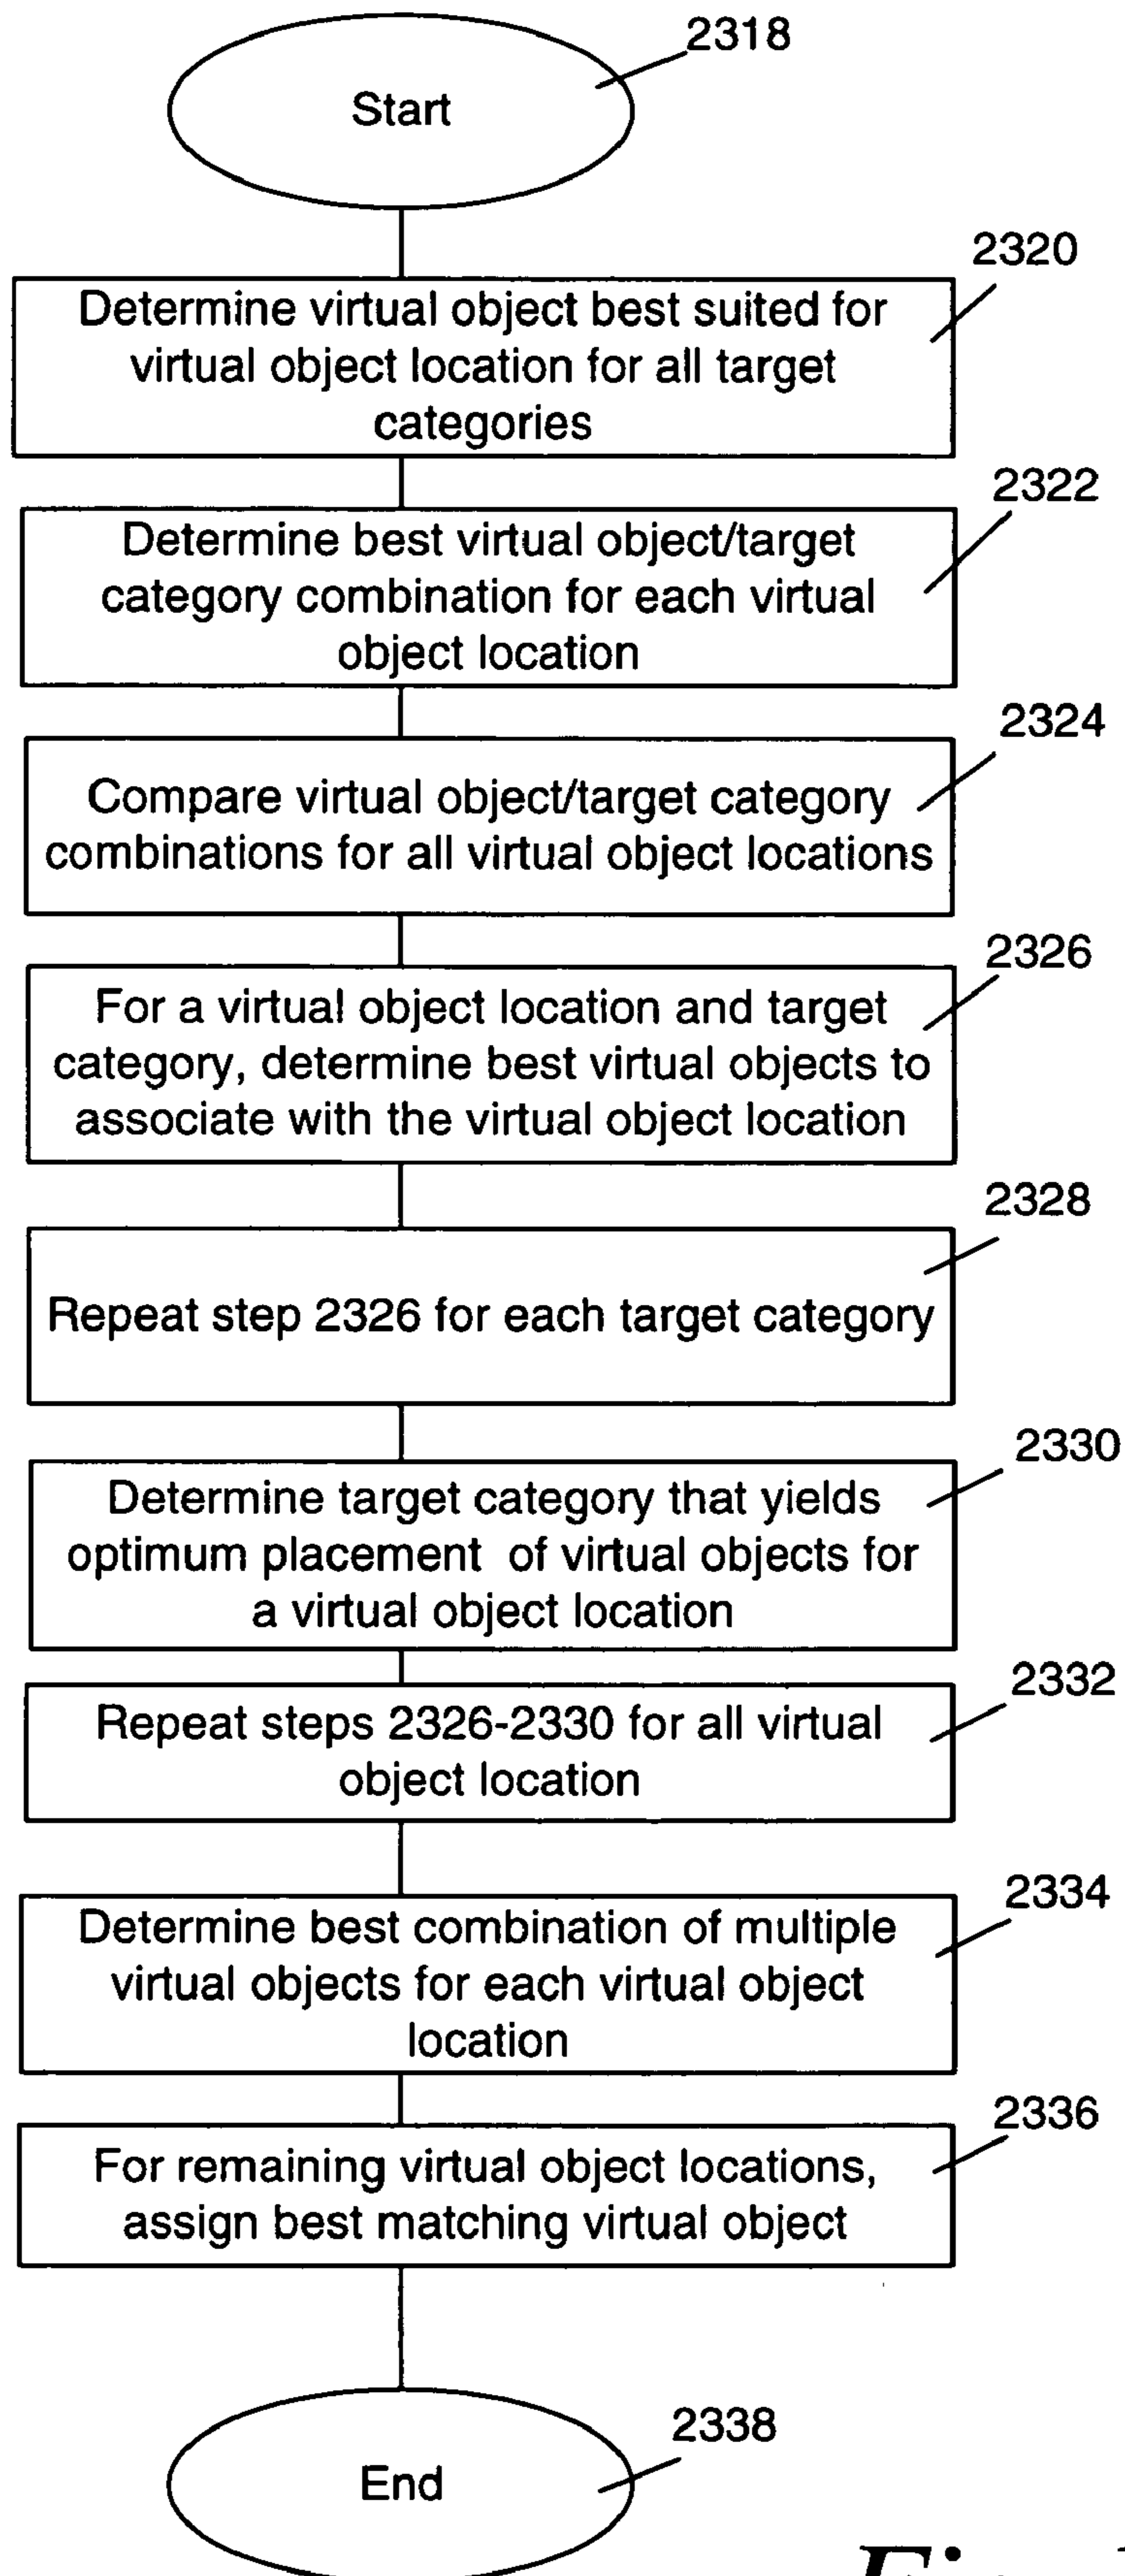 2318
Start
2320
Determine virtual object best suited for
virtual object location for all target
categories
2322
Determine best virtual object/target
category combination for each virtual
object location
2324
Compare virtual object/target category
combinations for all virtual object locations
2326
For a virtual object location and target
category, determine best virtual objects to
associate with the virtual object location
2328
Repeat step 2326 for each target category
2330
Determine target category that yields
optimum placement of virtual objects for
a virtual object location
2332
Repeat steps 2326-2330 for all virtual
object location
2334
Determine best combination of multiple
virtual objects for each virtual object
location
2336
For remaining virtual object locations,
assign best matching virtual object
2338
End